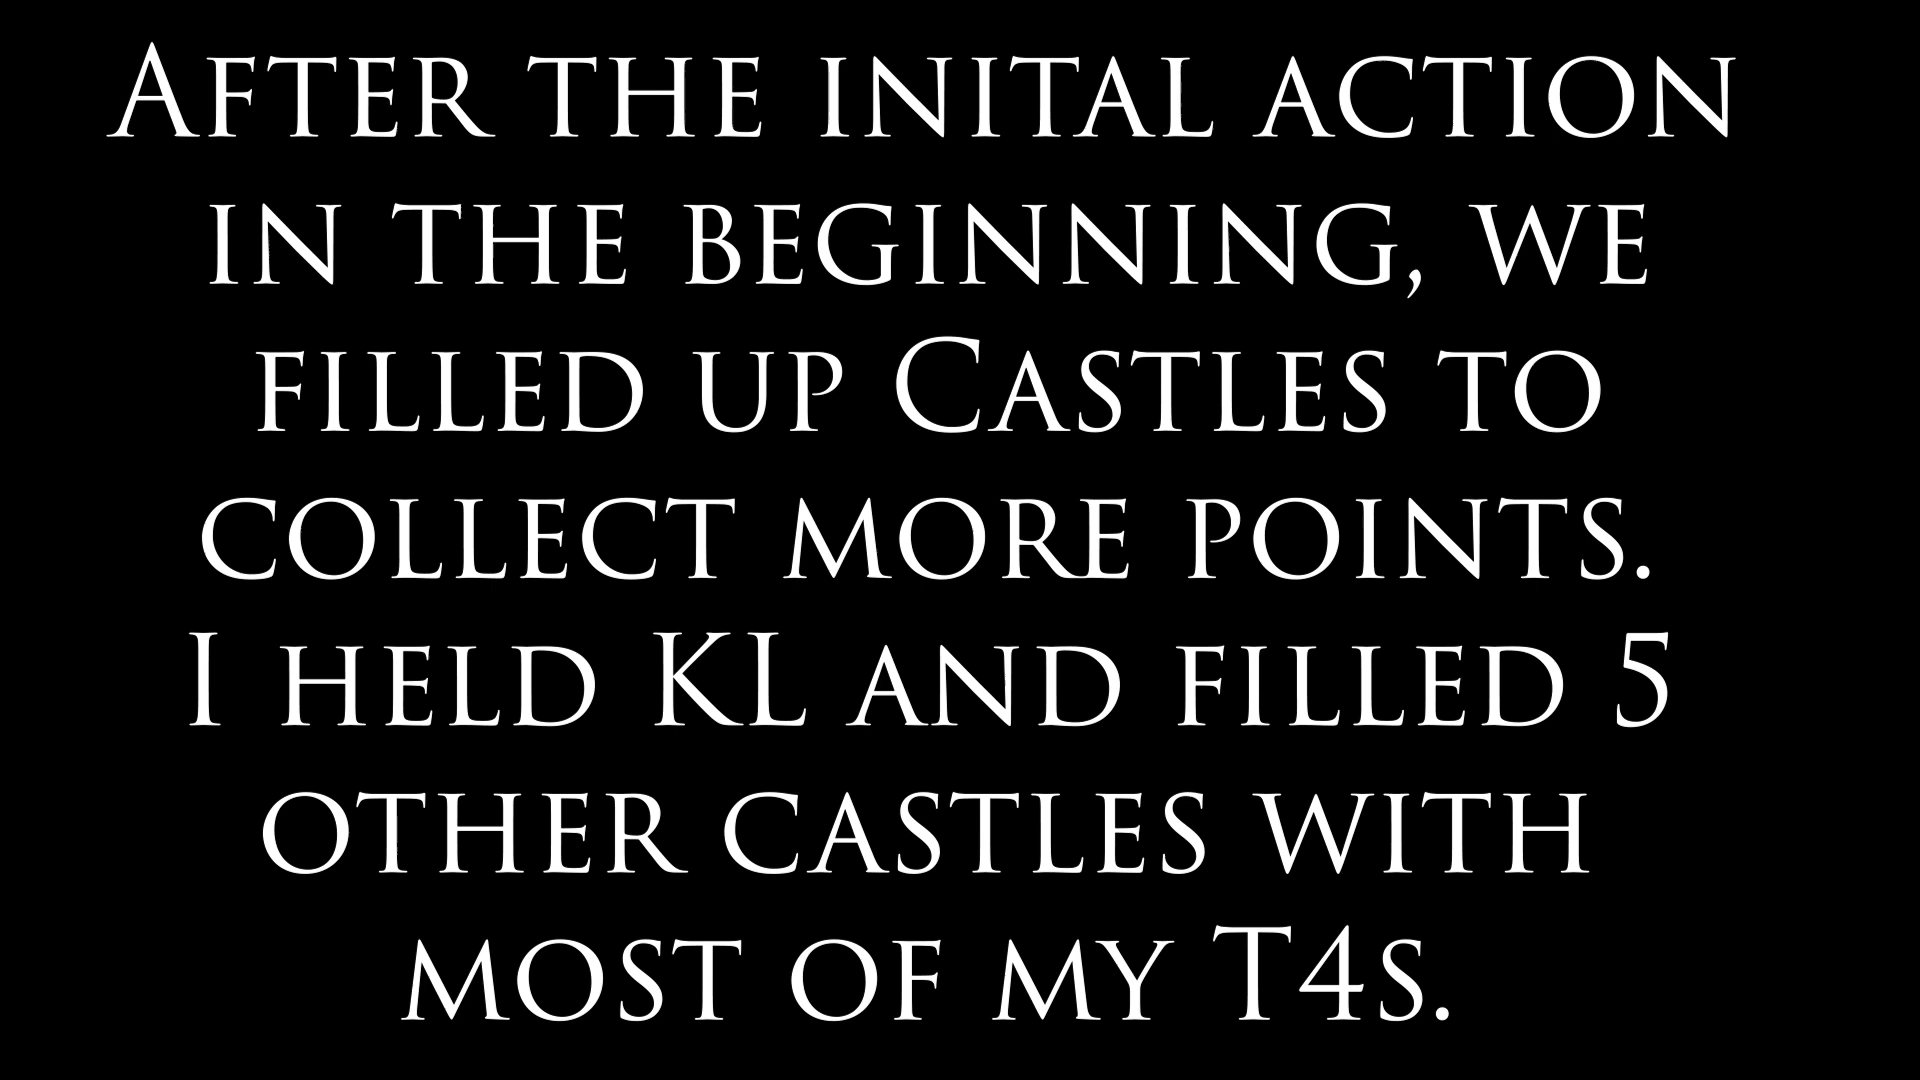 After the inital action
in the beginning, we
filled up Castles to
collect more points.
I held KL and filled 5
other castles with
most of my T4s.